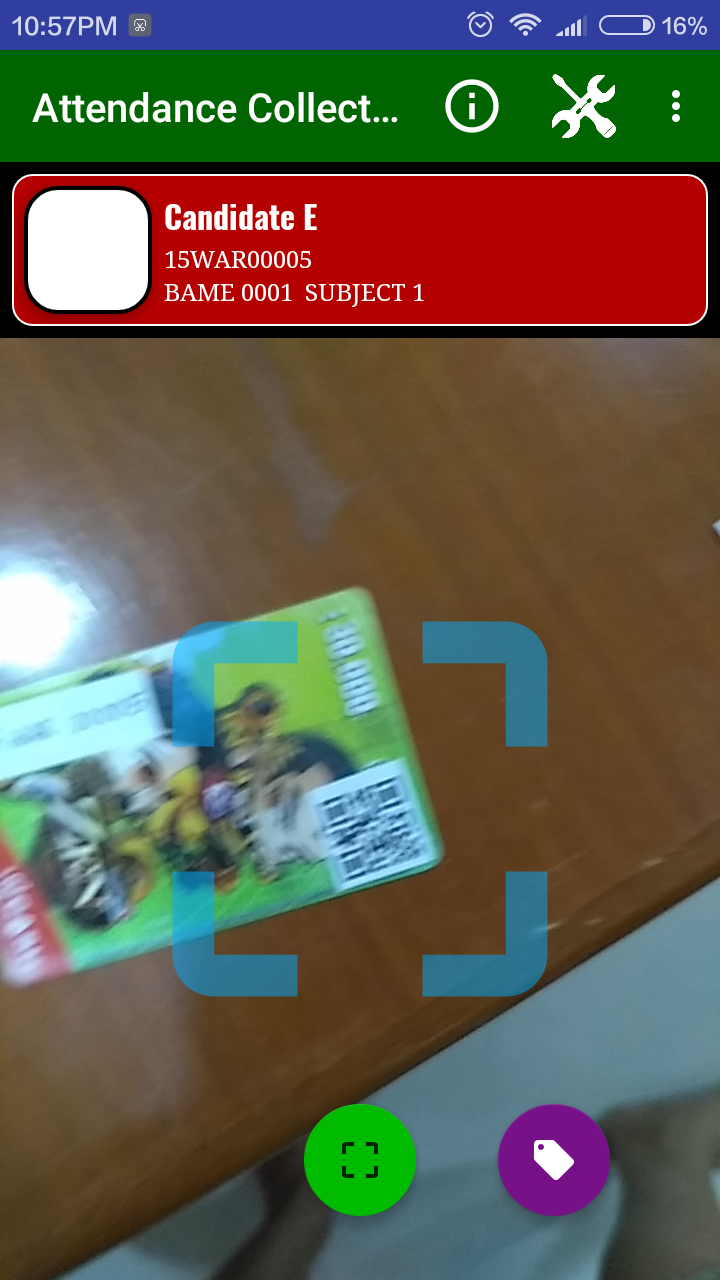 10:57PM
16%
Attendance Collect...
Candidate E
15WAR00005
BAME 0001 SUBJECT 1